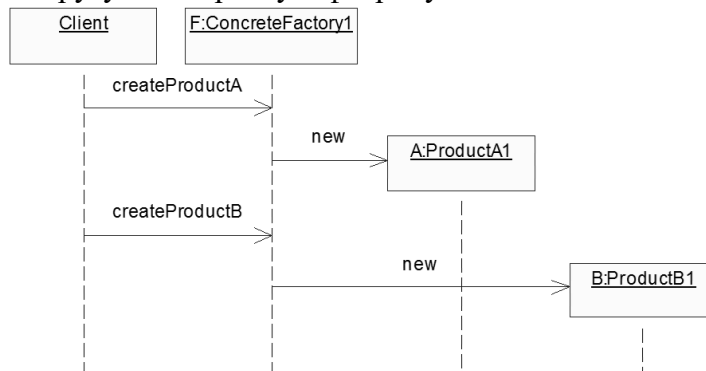 Client
F:ConcreteFactory1
createProductA
new
A:ProductA1
createProductB
new
B:ProductB1